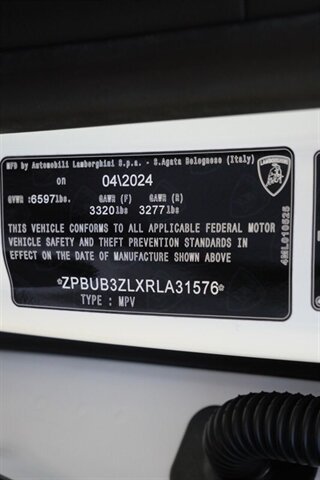 MFD by Automobili Lamborghini S.p.a. - S.Agata Bolognese (Italy)
on 04\2024
GVWR :6597lbs. GAWR (F) GAWR (R)
3320lbs 3277lbs
THIS VEHICLE CONFORMS TO ALL APPLICABLE FEDERAL MOTOR
VEHICLE SAFETY AND THEFT PREVENTION STANDARDS IN
EFFECT ON THE DATE OF MANUFACTURE SHOWN ABOVE
*ZPBUB3ZLXRLA31576*
TYPE : MPV
LAMBORGHINI
4ML010525